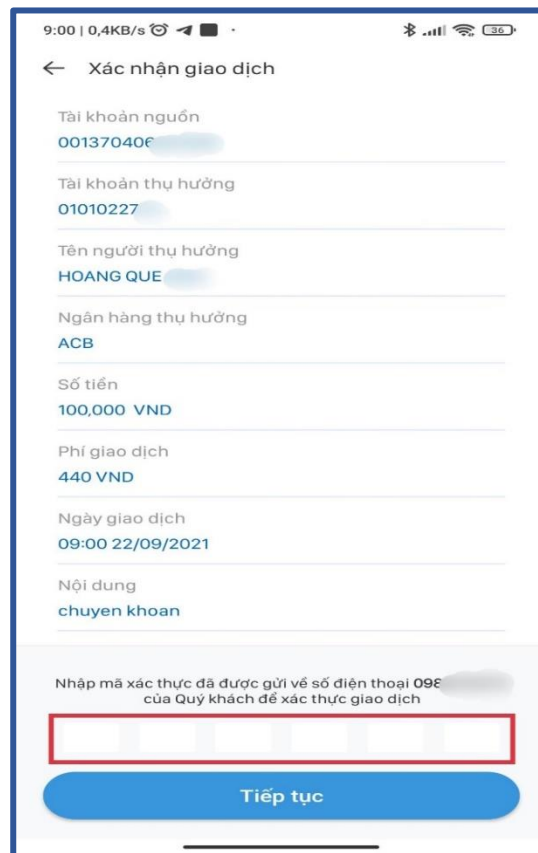 9:00 | 0,4KB/s
36
Xác nhận giao dịch
Tài khoản nguồn
001370406
Tài khoản thụ hưởng
01010227
Tên người thụ hưởng
HOANG QUE
Ngân hàng thụ hưởng
ACB
Số tiền
100,000 VND
Phí giao dịch
440 VND
Ngày giao dịch
09:00 22/09/2021
Nội dung
chuyen khoan
Nhập mã xác thực đã được gửi về số điện thoại 098
của Quý khách để xác thực giao dịch
Tiếp tục